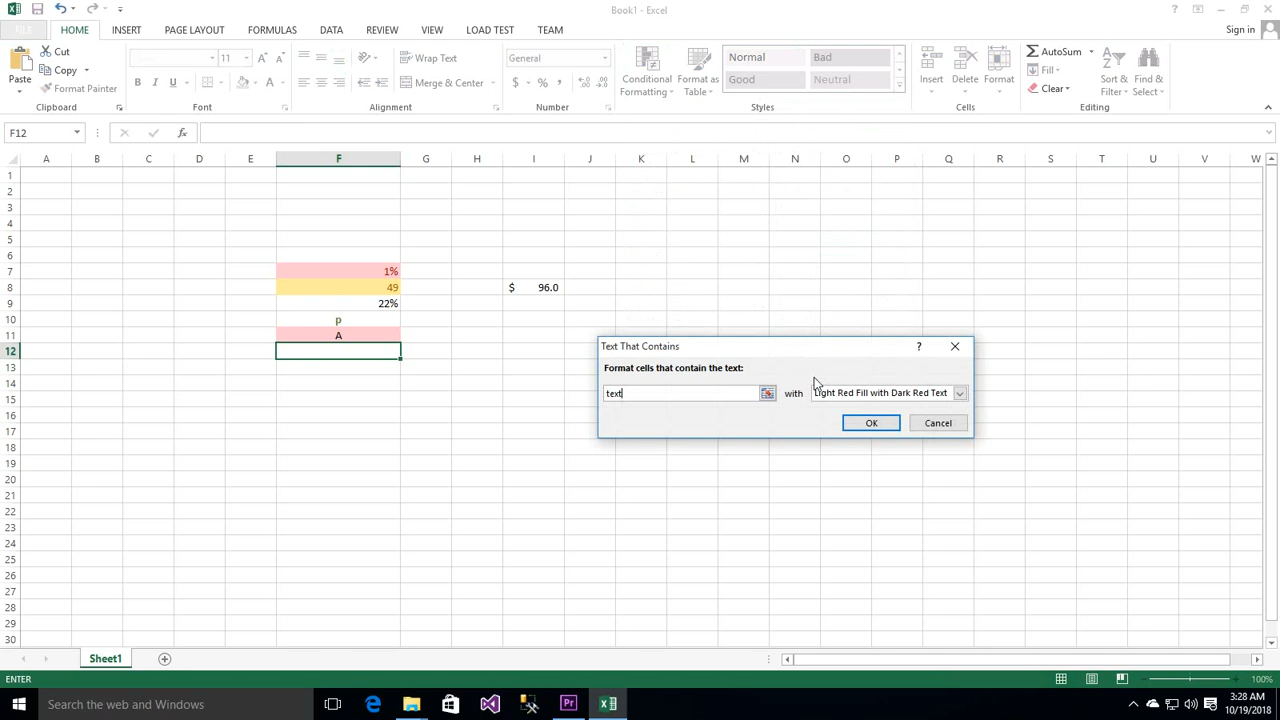 Book1 - Excel
FILE HOME INSERT PAGE LAYOUT FORMULAS DATA REVIEW VIEW LOAD TEST TEAM Sign in
Paste
Cut
Copy
Format Painter
Clipboard
11
B I U
Font
Wrap Text
Merge & Center
Alignment
General
$ % ,
Number
Conditional Formatting
Format as Table
Normal Bad
Good Neutral
Styles
Insert Delete Format
Cells
AutoSum
Fill
Clear
Sort & Filter
Find & Select
Editing
F12 fx
A B C D E F G H I J K L M N O P Q R S T U V W
1
2
3
4
5
6
7 1%
8 49 $ 96.0
9 22%
10 p
11 A
12
13
14
15
16
17
18
19
20
21
22
23
24
25
26
27
28
29
30
Text That Contains ?
Format cells that contain the text:
text with Light Red Fill with Dark Red Text
OK Cancel
Sheet1
ENTER 100%
Search the web and Windows
Pr
3:28 AM
10/19/2018